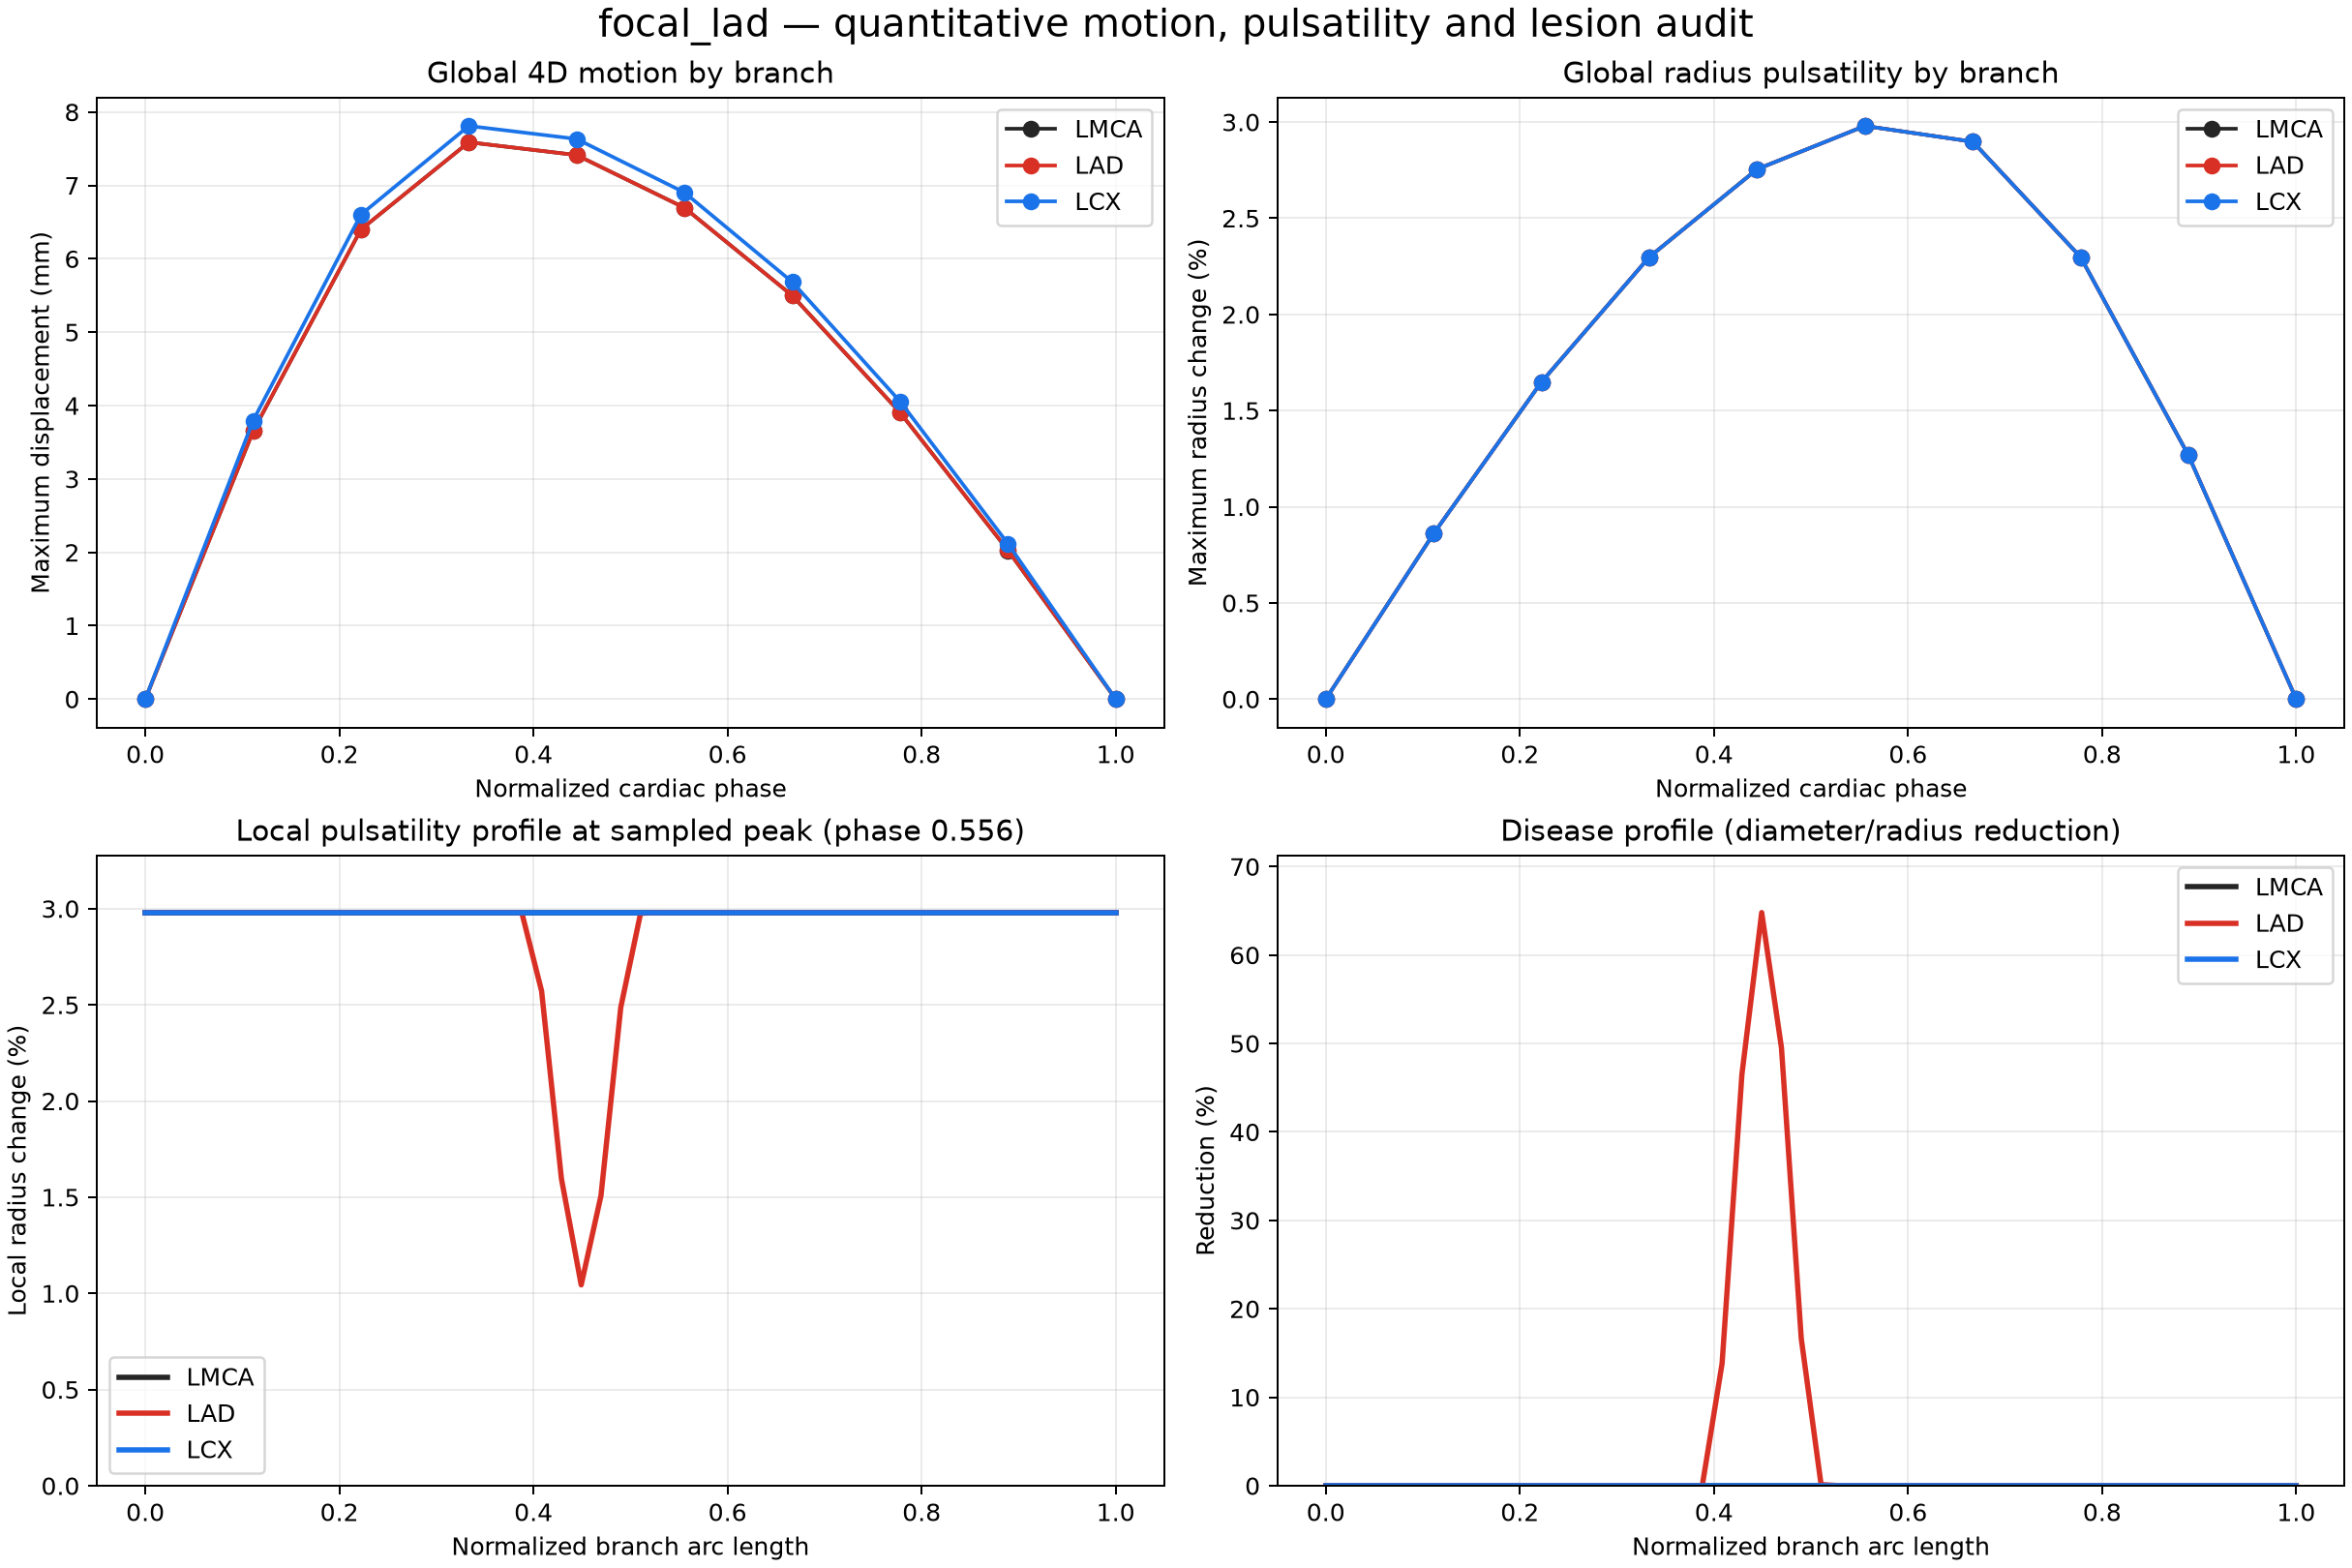 focal_lad — quantitative motion, pulsatility and lesion audit
Global 4D motion by branch
Maximum displacement (mm)
8
7
6
5
4
3
2
1
0
0.0 0.2 0.4 0.6 0.8 1.0
Normalized cardiac phase
LMCA
LAD
LCX
Global radius pulsatility by branch
Maximum radius change (%)
3.0
2.5
2.0
1.5
1.0
0.5
0.0
0.0 0.2 0.4 0.6 0.8 1.0
Normalized cardiac phase
LMCA
LAD
LCX
Local pulsatility profile at sampled peak (phase 0.556)
Local radius change (%)
3.0
2.5
2.0
1.5
1.0
0.5
0.0
0.0 0.2 0.4 0.6 0.8 1.0
Normalized branch arc length
LMCA
LAD
LCX
Disease profile (diameter/radius reduction)
Reduction (%)
70
60
50
40
30
20
10
0
0.0 0.2 0.4 0.6 0.8 1.0
Normalized branch arc length
LMCA
LAD
LCX